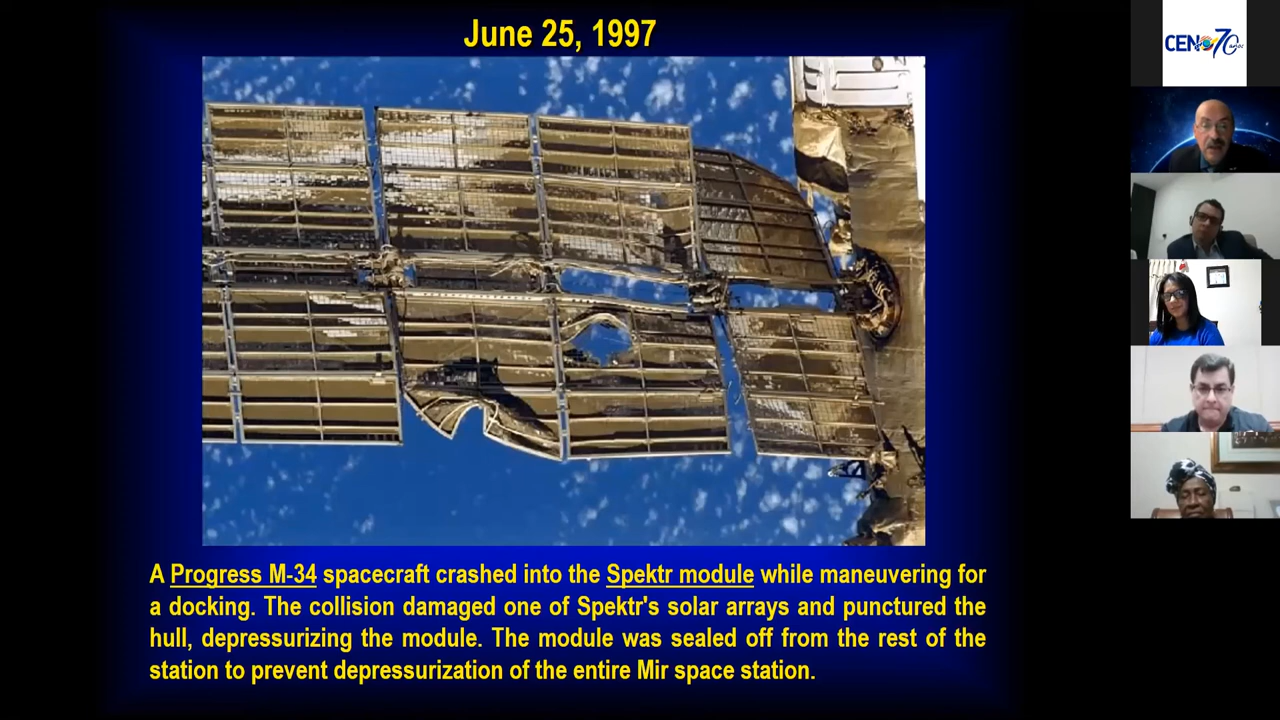 June 25, 1997
CENO70 años
A Progress M-34 spacecraft crashed into the Spektr module while maneuvering for
a docking. The collision damaged one of Spektr's solar arrays and punctured the
hull, depressurizing the module. The module was sealed off from the rest of the
station to prevent depressurization of the entire Mir space station.